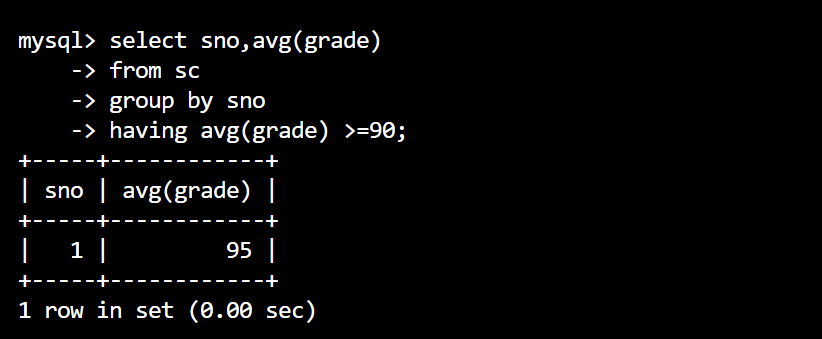 mysql> select sno,avg(grade)
    -> from sc
    -> group by sno
    -> having avg(grade) >=90;
+-----+------------+
| sno | avg(grade) |
+-----+------------+
|   1 |         95 |
+-----+------------+
1 row in set (0.00 sec)